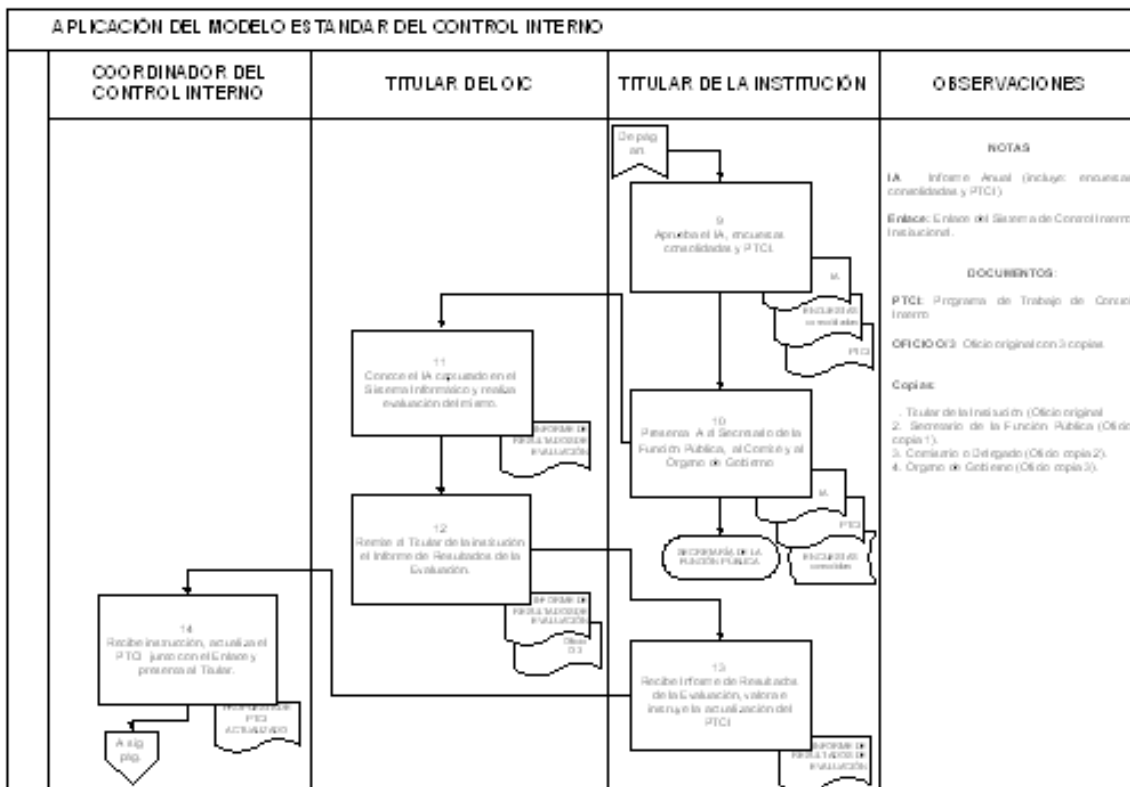 APLICACIÓN DEL MODELO ESTANDAR DEL CONTROL INTERNO
COORDINADOR DEL
CONTROL INTERNO
TITULAR DEL OIC
TITULAR DE LA INSTITUCIÓN
OBSERVACIONES
De pág.
ant.
9
Aprueba el IA, encuestas
consolidadas y PTCI.
IA
ENCUESTAS
consolidadas
PTCI
11
Conoce el IA capturado en el
Sistema Informático y realiza
evaluación del mismo.
INFORME DE
RESULTADOS DE
EVALUACIÓN
10
Presenta IA al Secretario de la
Función Pública, al Comité y al
Órgano de Gobierno
IA
PTCI
ENCUESTAS
consolidadas
SECRETARÍA DE LA
FUNCIÓN PÚBLICA
12
Remite al Titular de la institución
el Informe de Resultados de la
Evaluación.
INFORME DE
RESULTADOS DE
EVALUACIÓN
Oficio
O/3
13
Recibe Informe de Resultados
de la Evaluación, valora e
instruye la actualización del
PTCI
INFORME DE
RESULTADOS DE
EVALUACIÓN
14
Recibe instrucción, actualiza el
PTCI junto con el Enlace y
presenta al Titular.
PTCI
ACTUALIZADO
A sig.
pág.
NOTAS
IA Informe Anual (incluye: encuestas
consolidadas y PTCI)
Enlace: Enlace del Sistema de Control Interno
Institucional.
DOCUMENTOS:
PTCI: Programa de Trabajo de Control
Interno
OFICIO O/3 Oficio original con 3 copias.
Copias:
. Titular de la Institución (Oficio original
2. Secretario de la Función Pública (Oficio
copia 1).
3. Comisario o Delegado (Oficio copia 2).
4. Órgano de Gobierno (Oficio copia 3).